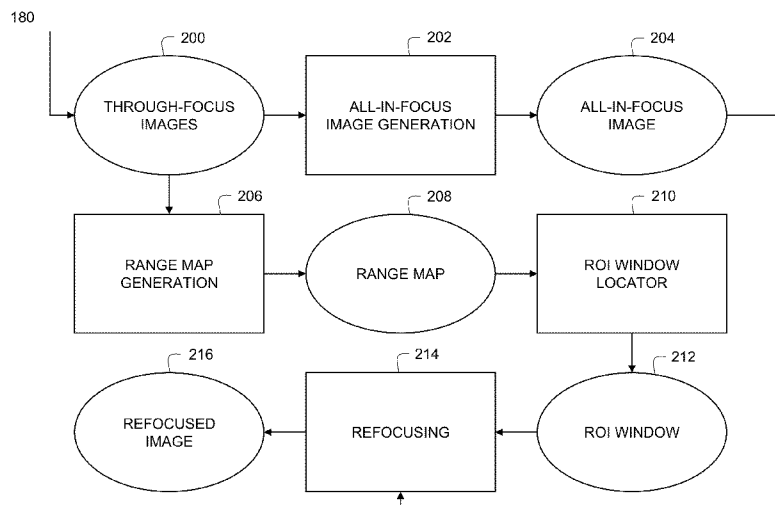 180
200
THROUGH-FOCUS
IMAGES
202
ALL-IN-FOCUS
IMAGE GENERATION
204
ALL-IN-FOCUS
IMAGE
206
RANGE MAP
GENERATION
208
RANGE MAP
210
ROI WINDOW
LOCATOR
216
REFOCUSED
IMAGE
214
REFOCUSING
212
ROI WINDOW